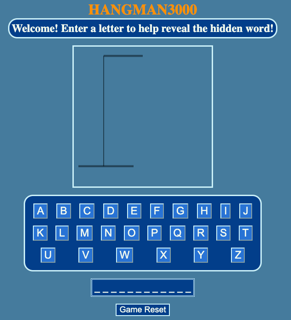 HANGMAN3000
Welcome! Enter a letter to help reveal the hidden word!
A B C D E F G H I J
K L M N O P Q R S T
U V W X Y Z
_ _ _ _ _ _ _ _ _ _ _
Game Reset